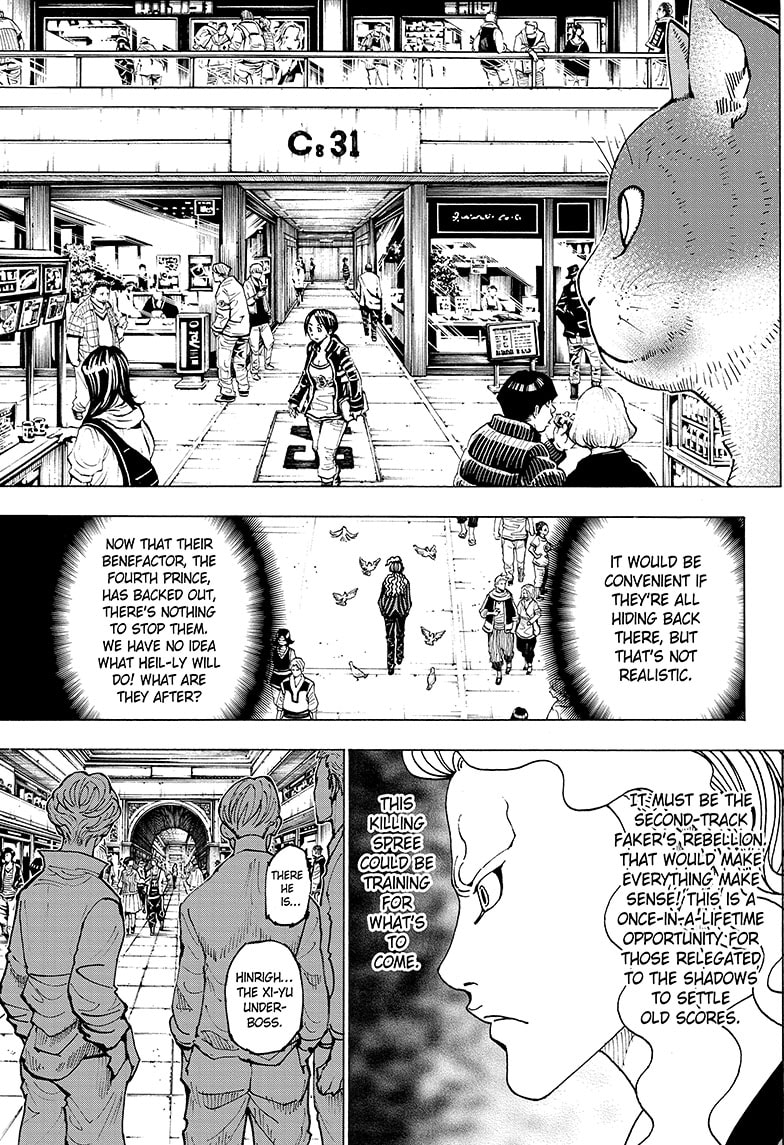 C8 31
IT WOULD BE
CONVENIENT IF
THEY'RE ALL
HIDING BACK
THERE, BUT
THAT'S NOT
REALISTIC.
NOW THAT THEIR
BENEFACTOR, THE
FOURTH PRINCE,
HAS BACKED OUT,
THERE'S NOTHING
TO STOP THEM.
WE HAVE NO IDEA
WHAT HEIL-LY WILL
DO! WHAT ARE
THEY AFTER?
IT MUST BE THE
SECOND-TRACK
FAKER'S REBELLION
THAT WOULD MAKE
EVERYTHING MAKE
SENSE! THIS IS A
ONCE-IN-A-LIFETIME
OPPORTUNITY FOR
THOSE RELEGATED
TO THE SHADOWS
TO SETTLE
OLD SCORES.
THIS
KILLING
SPREE
COULD BE
TRAINING
FOR
WHAT'S
TO
COME.
THERE
HE
IS...
HINRIGH...
THE XI-YU
UNDER-
BOSS.